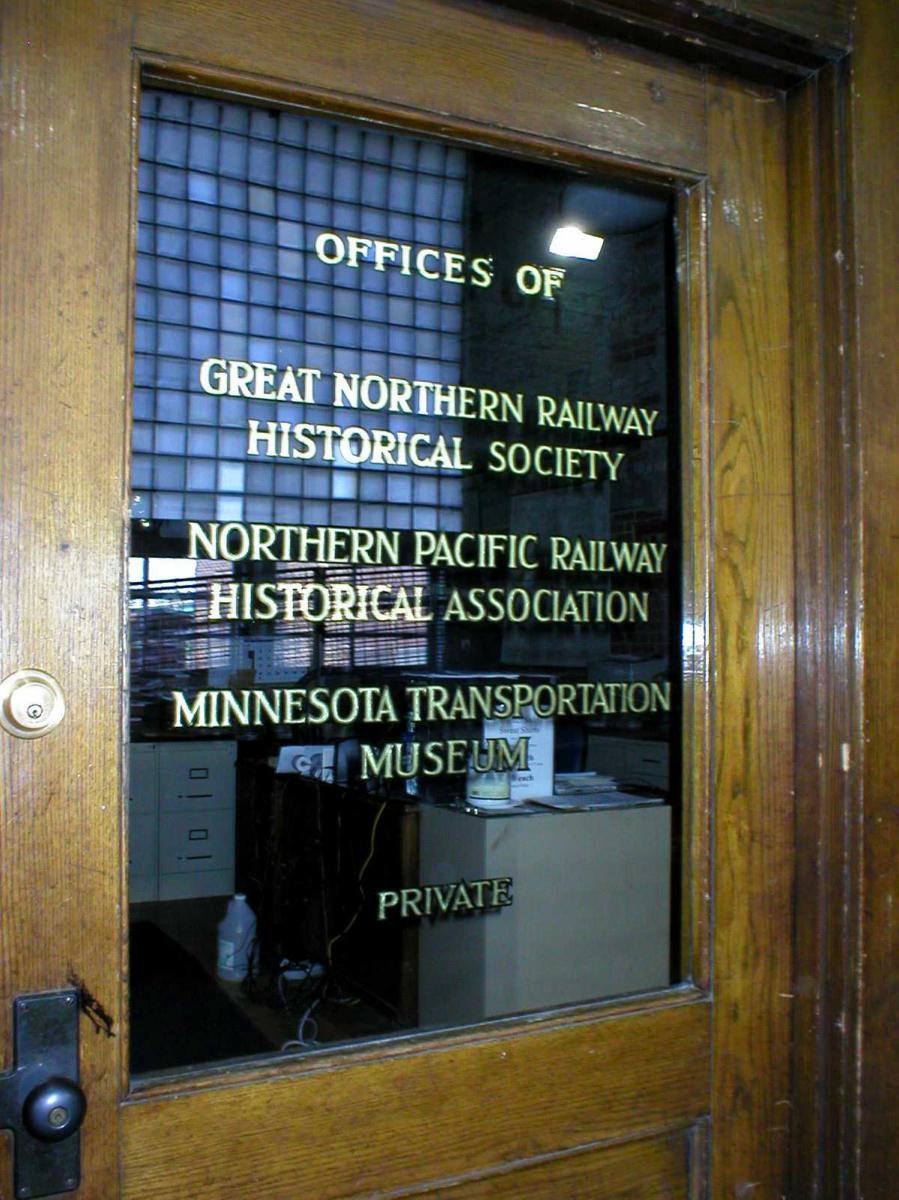 OFFICES OF
GREAT NORTHERN RAILWAY
HISTORICAL SOCIETY
NORTHERN PACIFIC RAILWAY
HISTORICAL ASSOCIATION
MINNESOTA TRANSPORTATION
MUSEUM
PRIVATE